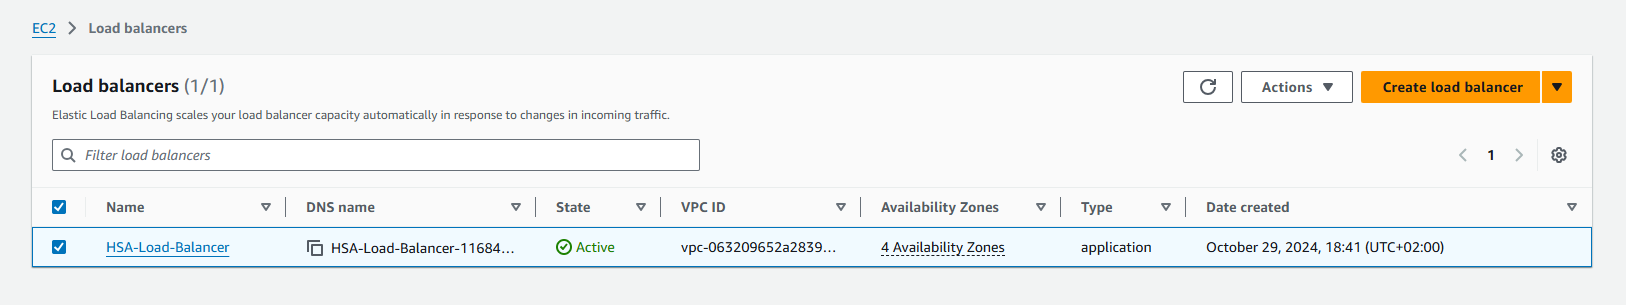 EC2 > Load balancers
Load balancers (1/1)
Actions
Create load balancer
Elastic Load Balancing scales your load balancer capacity automatically in response to changes in incoming traffic.
Filter load balancers
1
Name DNS name State VPC ID Availability Zones Type Date created
HSA-Load-Balancer HSA-Load-Balancer-11684... Active vpc-063209652a2839... 4 Availability Zones application October 29, 2024, 18:41 (UTC+02:00)